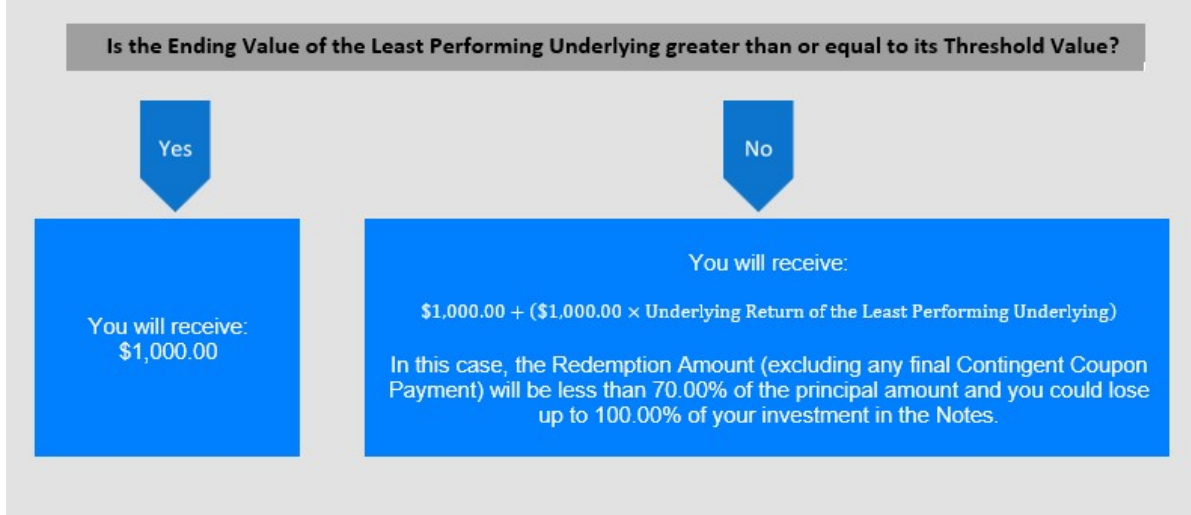 Is the Ending Value of the Least Performing Underlying greater than or equal to its Threshold Value?
Yes
No
You will receive:
$1,000.00
You will receive:
$1,000.00 + ($1,000.00 × Underlying Return of the Least Performing Underlying)
In this case, the Redemption Amount (excluding any final Contingent Coupon
Payment) will be less than 70.00% of the principal amount and you could lose
up to 100.00% of your investment in the Notes.